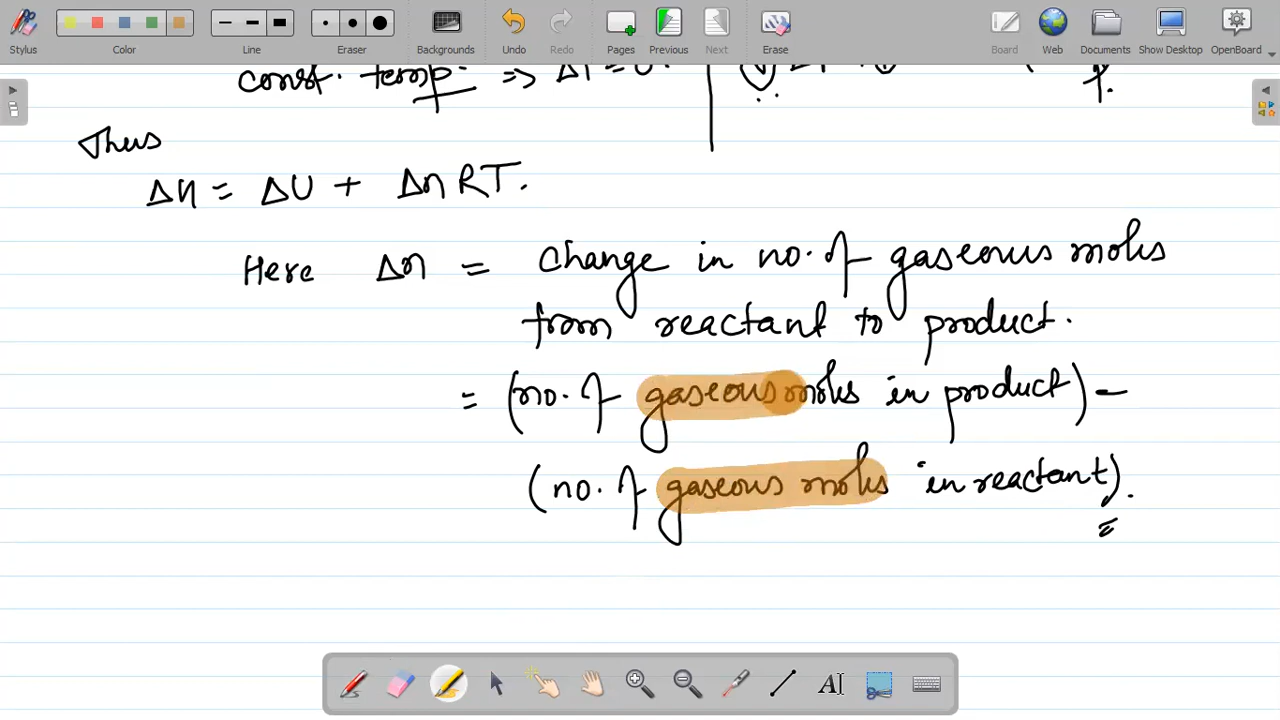 Stylus Color Line Eraser Backgrounds Undo Redo Pages Previous Next Erase Board Web Documents Show Desktop OpenBoard
const. temp. ⇒ ΔT = 0.
Thus
ΔH = ΔU + Δn RT.
Here Δn = change in no. of gaseous moles
from reactant to product.
= (no. of gaseous moles in product) -
(no. of gaseous moles in reactant).